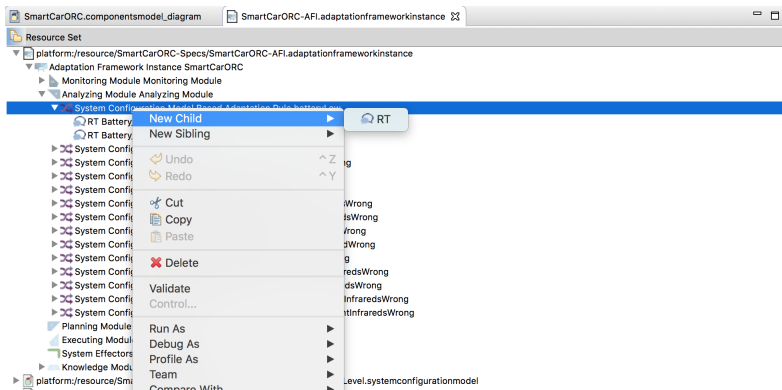 SmartCarORC.componentsmodel_diagram
SmartCarORC-AFI.adaptationframeworkinstance
Resource Set
platform:/resource/SmartCarORC-Specs/SmartCarORC-AFI.adaptationframeworkinstance
Adaptation Framework Instance SmartCarORC
Monitoring Module Monitoring Module
Analyzing Module Analyzing Module
System Configuration Model Based Adaptation Rule batteryLow
RT Battery
RT Battery
New Child
RT
New Sibling
System Config
Undo ^Z
System Config
Redo ^Y
System Config
System Config
Cut
System Config sWrong
Copy
System Config dsWrong
System Config Wrong
Paste
System Config dWrong
System Config
Delete
System Config redsWrong
System Config
Validate
System Config InfraredsWrong
Control...
System Config ntInfraredsWrong
Planning Module
Run As
Executing Modul
Debug As
System Effectors
Profile As
Knowledge Modu
Team
platform:/resource/Sma Level.systemconfigurationmodel
Compare With